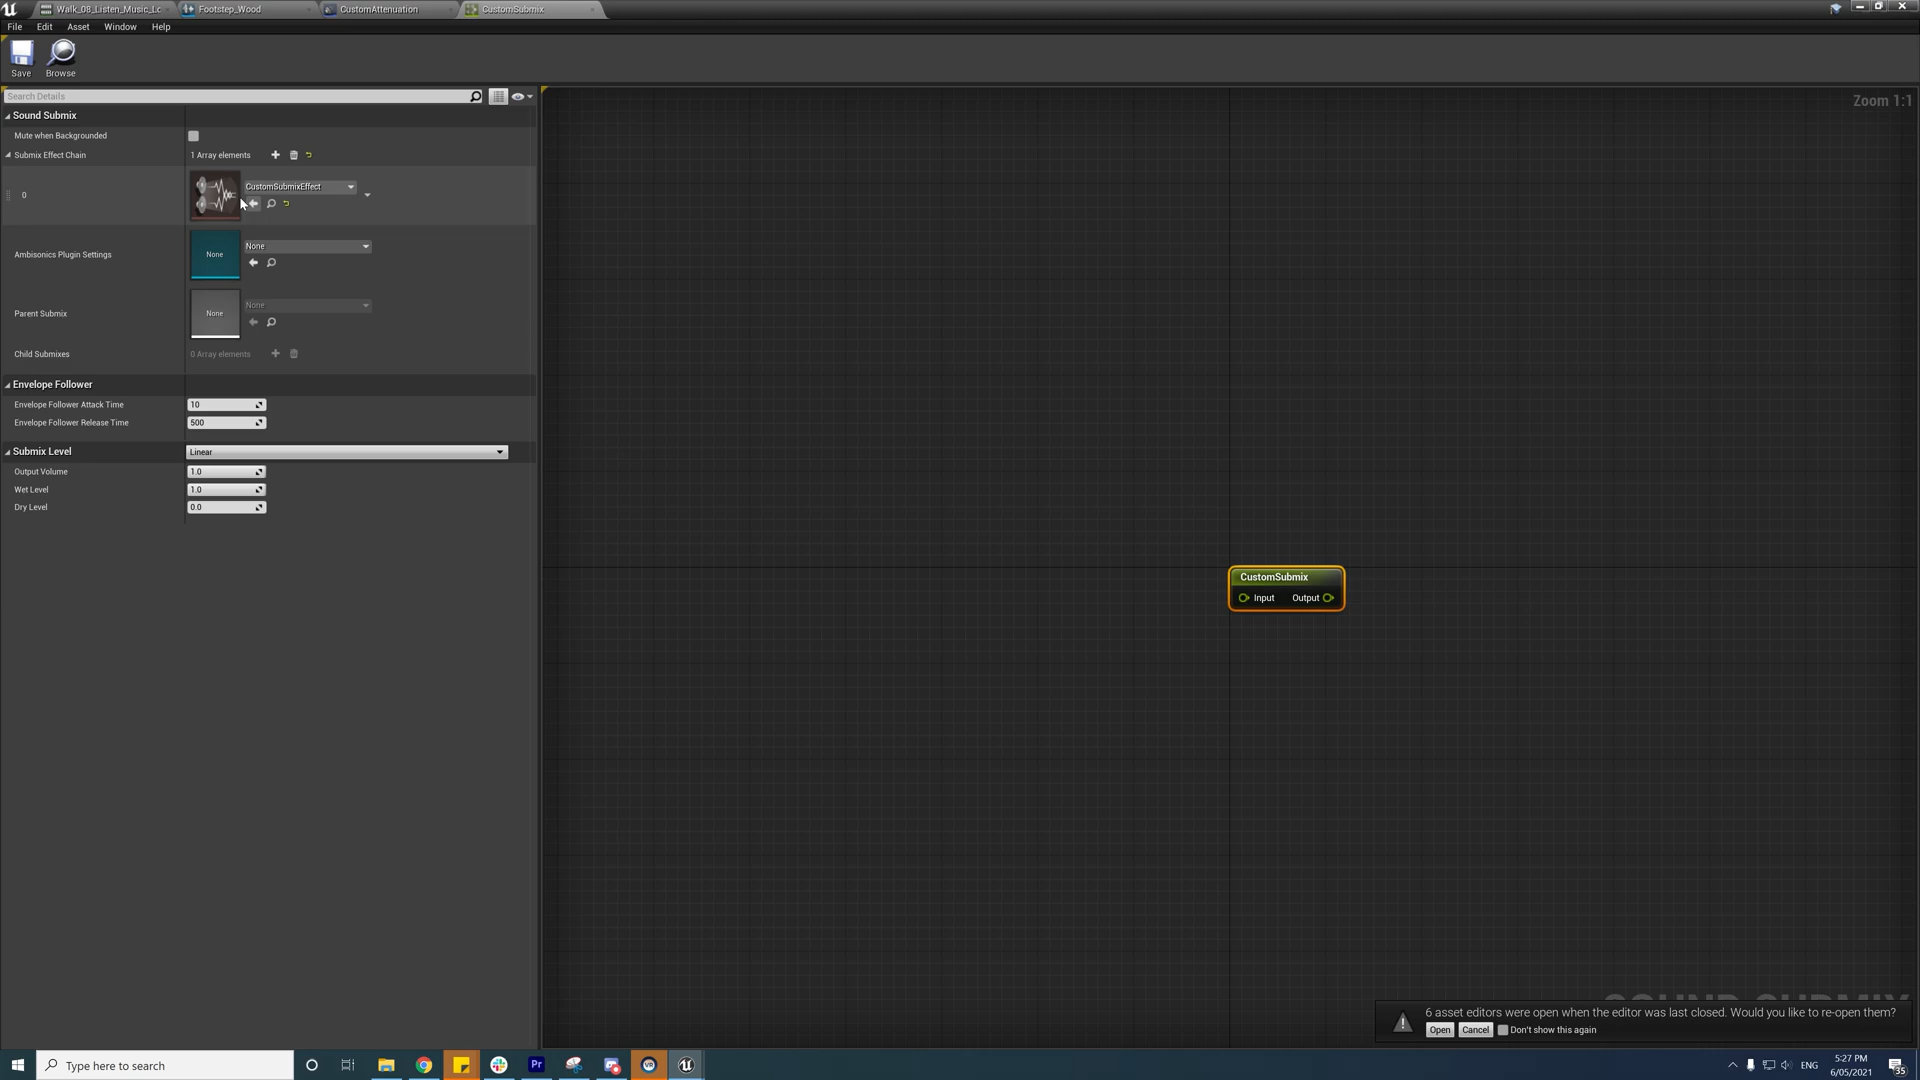 Walk_08_Listen_Music_Lc
Footstep_Wood
CustomAttenuation
CustomSubmix
File Edit Asset Window Help
Save Browse
Search Details
Zoom 1:1
Sound Submix
Mute when Backgrounded
Submix Effect Chain 1 Array elements
0 CustomSubmixEffect
Ambisonics Plugin Settings None None
Parent Submix None None
Child Submixes 0 Array elements
Envelope Follower
Envelope Follower Attack Time 10
Envelope Follower Release Time 500
Submix Level Linear
Output Volume 1.0
Wet Level 1.0
Dry Level 0.0
CustomSubmix
Input Output
SOUND SUBMIX
6 asset editors were open when the editor was last closed. Would you like to re-open them?
Open Cancel Don't show this again
Type here to search
Pr
VR
ENG
5:27 PM
6/05/2021
35